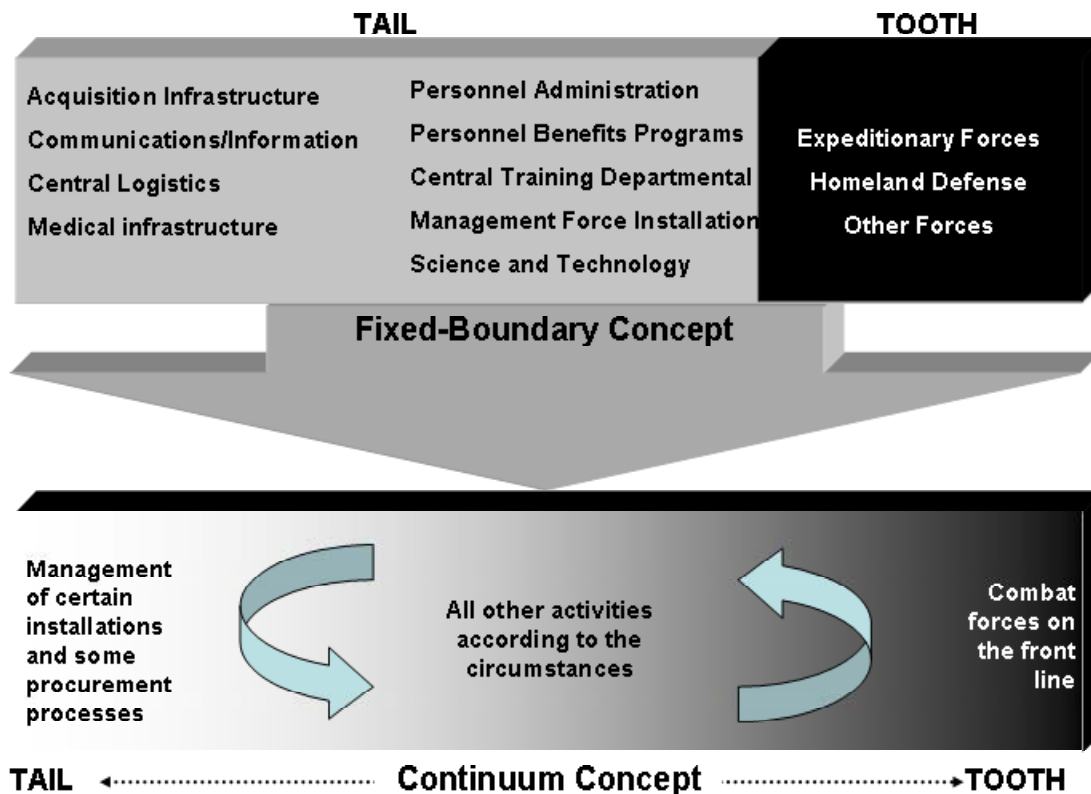 TAIL
TOOTH
Acquisition Infrastructure
Communications/Information
Central Logistics
Medical infrastructure
Personnel Administration
Personnel Benefits Programs
Central Training Departmental
Management Force Installation
Science and Technology
Expeditionary Forces
Homeland Defense
Other Forces
Fixed-Boundary Concept
Management
of certain
installations
and some
procurement
processes
All other activities
according to the
circumstances
Combat
forces on
the front
line
TAIL
Continuum Concept
TOOTH